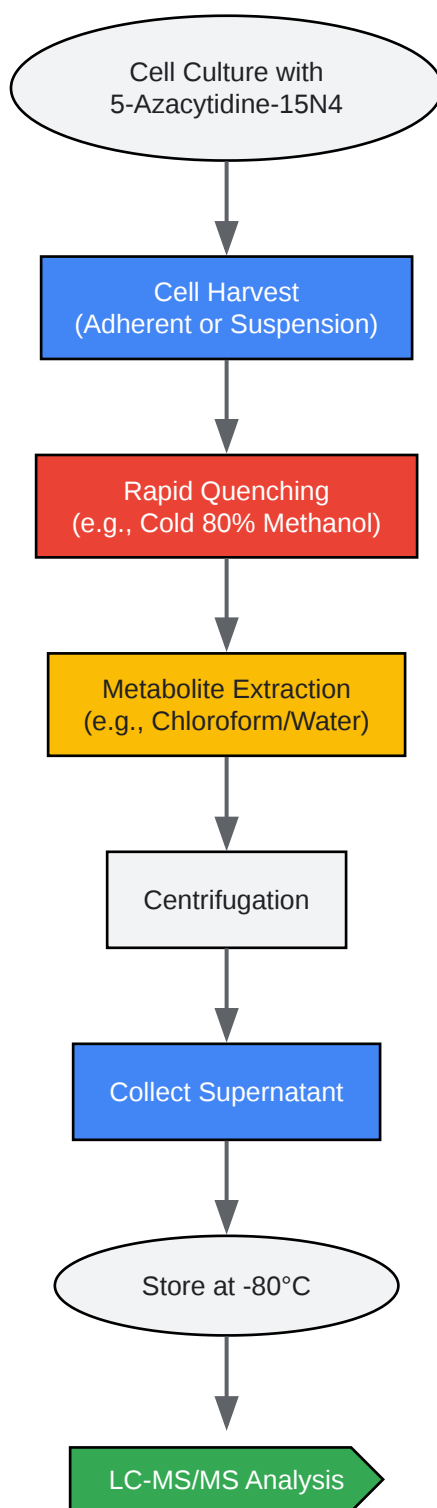 Cell Culture with
5-Azacytidine-15N4
Cell Harvest
(Adherent or Suspension)
Rapid Quenching
(e.g., Cold 80% Methanol)
Metabolite Extraction
(e.g., Chloroform/Water)
Centrifugation
Collect Supernatant
Store at -80°C
LC-MS/MS Analysis